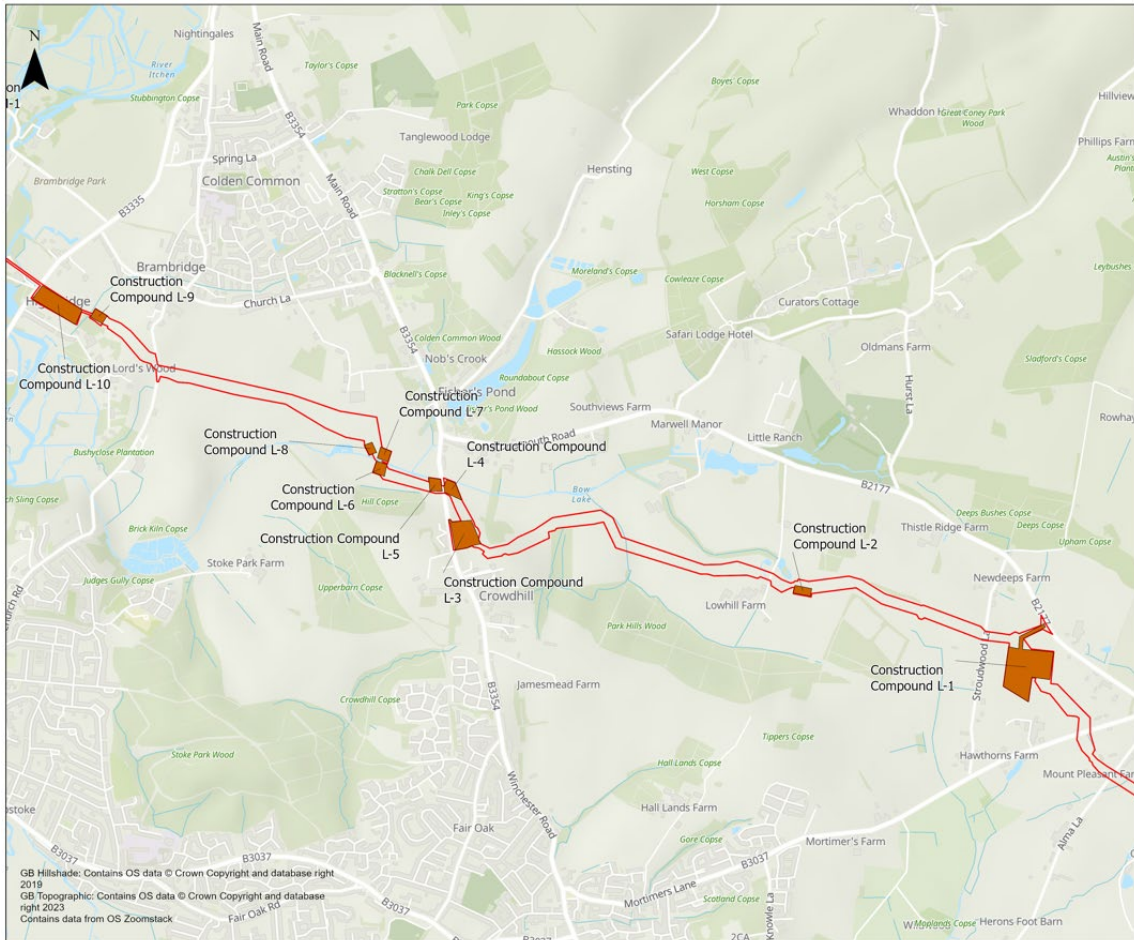 Nightingales
N
River
Itchen
Main Road
Taylor's Copse
Boyes Copse
on
Stubbington Copse
B3354
Park Copse
Great Coney Park
Wood
Hillview
Tanglewood Lodge
Phillips Farm
Spring La
Hensting
Chalk Dell Copse
West Copse
Brambridge Park
Colden Common
Main Road
Stratton's Copse
King's Copse
Bear's Copse
Inley's Copse
Horsham Copse
B3335
Brambridge
Construction
Compound L-9
Blacknell's Copse
Moreland's Copse
Cowleaze Copse
Leybushes
Church La
Curators Cottage
B3354
Colden Common Wood
Safari Lodge Hotel
Oldmans Farm
Nob's Crook
Hassock Wood
Sladford's Copse
Construction
Compound L-10
Lord's Wood
Roundabout Copse
Fisher's Pond
Hurst La
Construction
Compound L-7
Southviews Farm
Marwell Manor
Little Ranch
Construction
Compound L-8
Construction Compound
L-4
Bushyclose Plantation
B2177
Construction
Compound L-6
Hill Copse
Bow
Lake
Deeps Bushes Copse
Deeps Copse
Brick Kiln Copse
Thistle Ridge Farm
Construction Compound
L-5
Construction
Compound L-2
Upham Copse
Stoke Park Farm
Judges Gully Copse
Upperbarn Copse
Construction Compound
L-3
Crowdhill
Newdeeps Farm
Lowhill Farm
B2177
Park Hills Wood
Construction
Compound L-1
Jamesmead Farm
B3354
Crowdhill Copse
Tippers Copse
Stoke Park Wood
Hawthorns Farm
Hall Lands Copse
Winchester Road
Hall Lands Farm
Alma La
Fair Oak
Mortimer's Farm
Gore Copse
B3037
B3037
B3037
Mortimers Lane
Scotland Copse
GB Hillshade: Contains OS data © Crown Copyright and database right
2019
GB Topographic: Contains OS data © Crown Copyright and database
right 2023
Contains data from OS Zoomstack
Fair Oak Rd
B3037
B3037
Knowle La
2CA
Herons Foot Barn